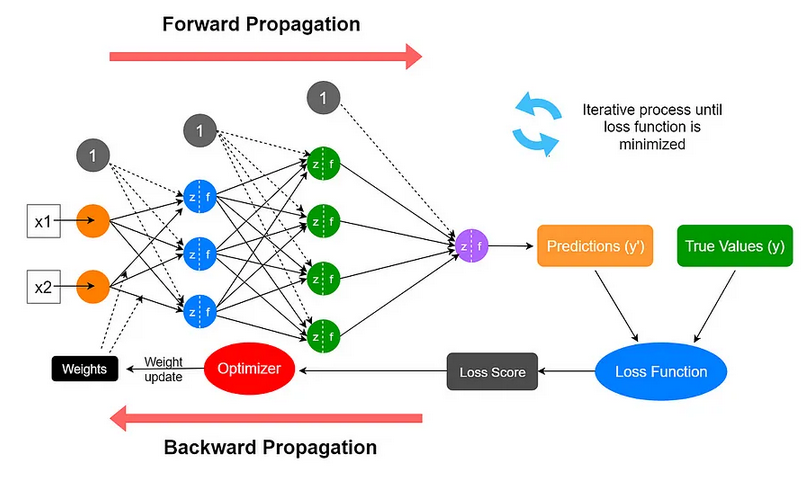 Forward Propagation
1
1
1
Iterative process until
loss function is
minimized
x1
x2
z f
z f
z f
z f
z f
z f
z f
z f
Predictions (y')
True Values (y)
Weights
Weight
update
Optimizer
Loss Score
Loss Function
Backward Propagation